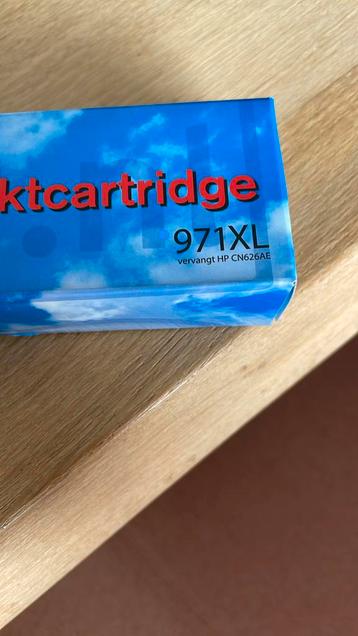 ktcartridge
971XL
vervangt HP CN626AE